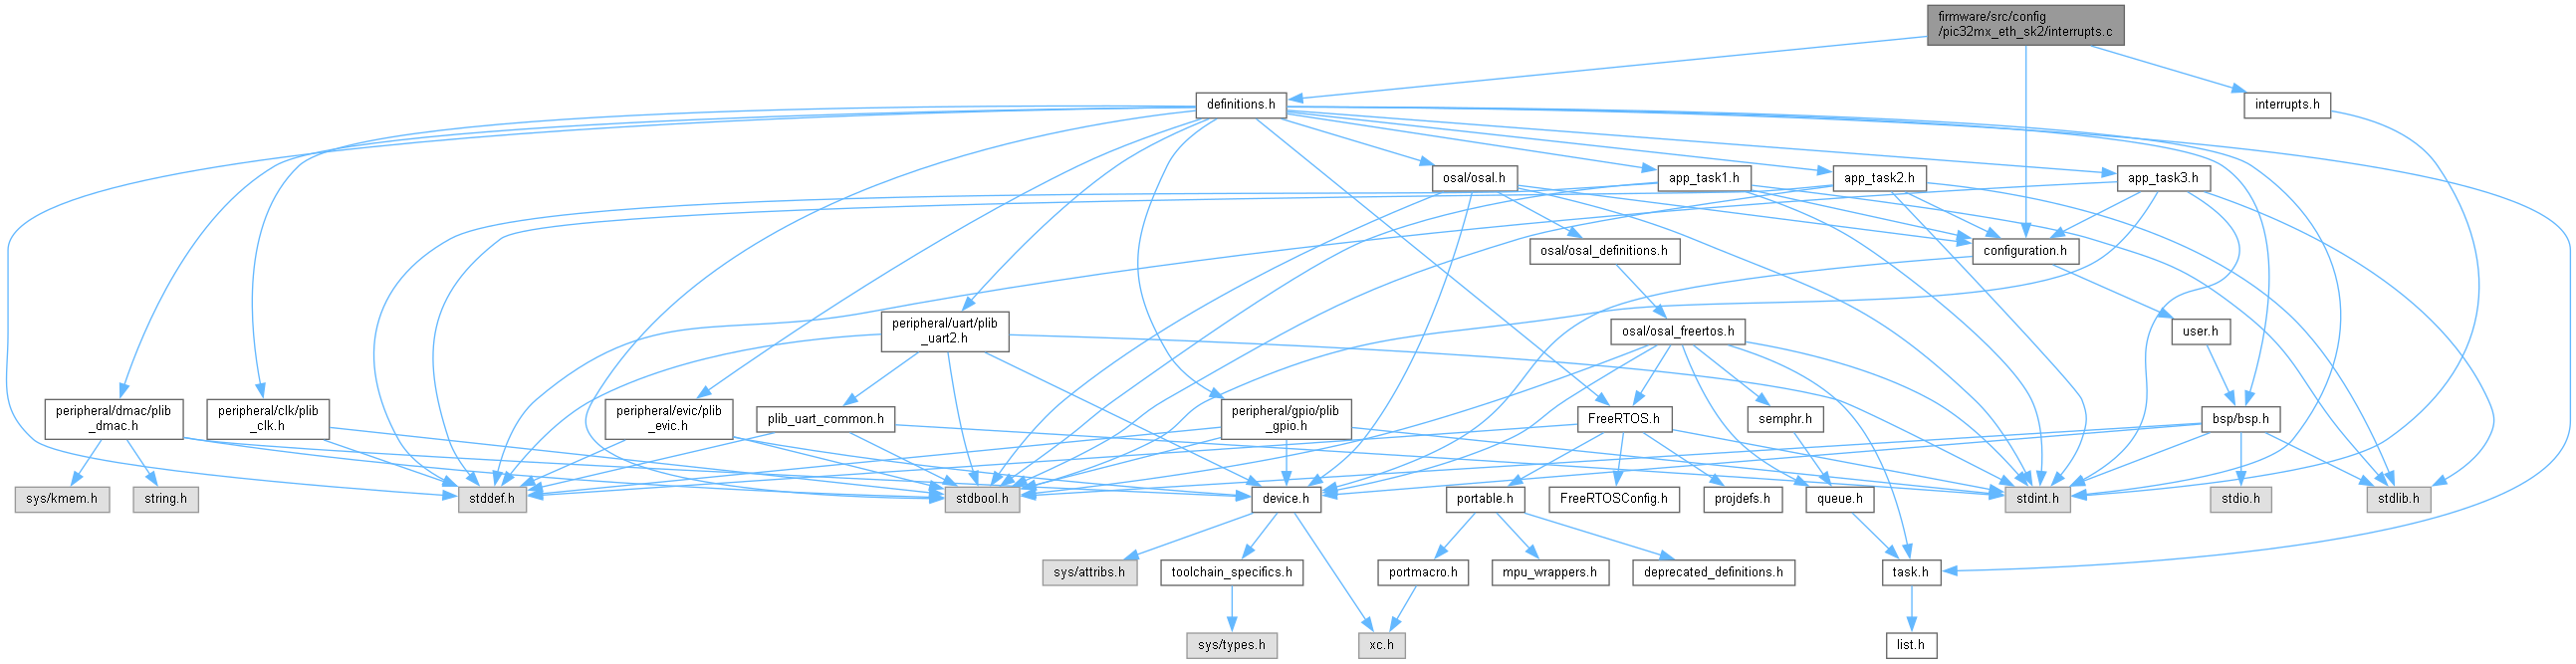 firmware/src/config
/pic32mx_eth_sk2/interrupts.c
definitions.h
interrupts.h
osal/osal.h
app_task1.h
app_task2.h
app_task3.h
osal/osal_definitions.h
configuration.h
peripheral/uart/plib
_uart2.h
osal/osal_freertos.h
user.h
peripheral/dmac/plib
_dmac.h
peripheral/clk/plib
_clk.h
peripheral/evic/plib
_evic.h
plib_uart_common.h
peripheral/gpio/plib
_gpio.h
FreeRTOS.h
semphr.h
bsp/bsp.h
sys/kmem.h
string.h
stddef.h
stdbool.h
device.h
portable.h
FreeRTOSConfig.h
projdefs.h
queue.h
stdint.h
stdio.h
stdlib.h
sys/attribs.h
toolchain_specifics.h
portmacro.h
mpu_wrappers.h
deprecated_definitions.h
task.h
sys/types.h
xc.h
list.h